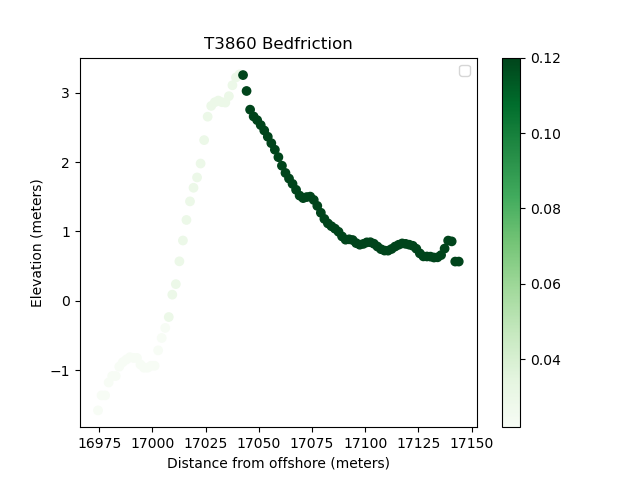 T3860 Bedfriction
Elevation (meters)
3
2
1
0
−1
16975 17000 17025 17050 17075 17100 17125 17150
Distance from offshore (meters)
0.12
0.10
0.08
0.06
0.04